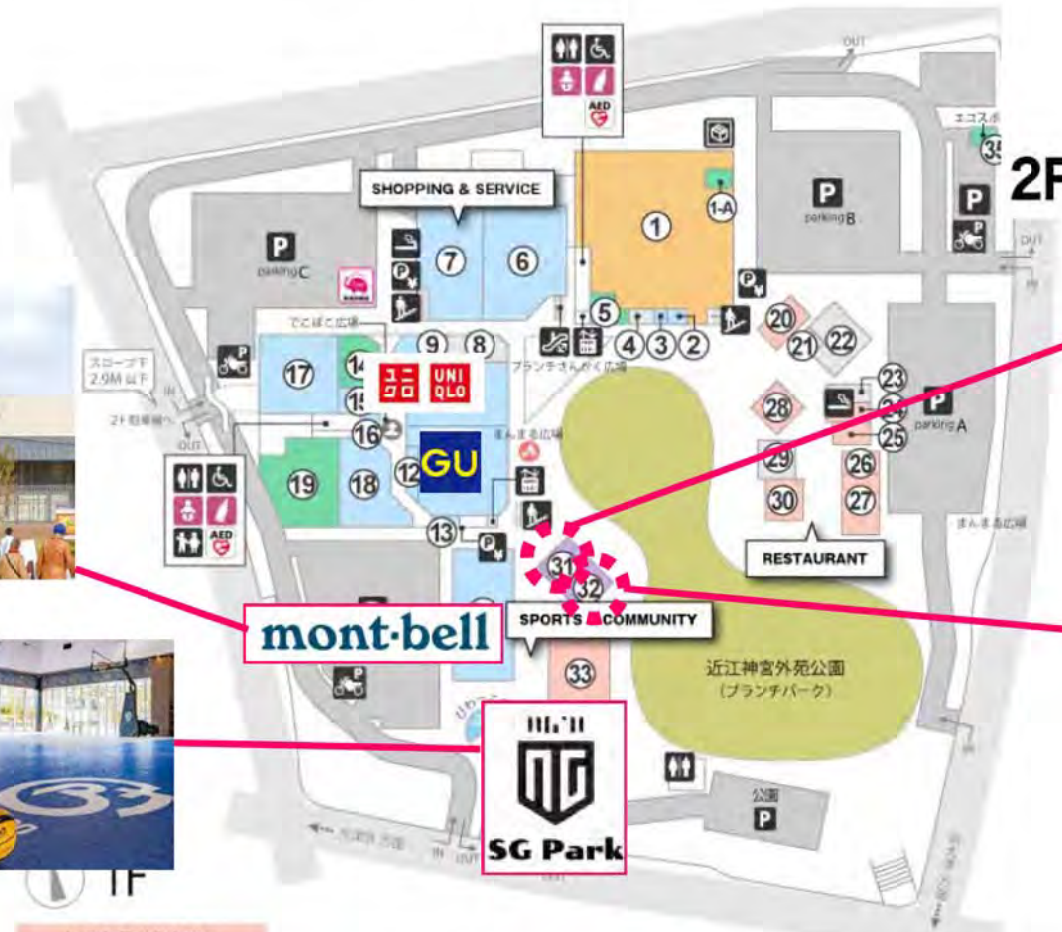 OUT
AED
エコスポ
35
2F
SHOPPING & SERVICE
1-A
1
P
parking B
P
P
parking C
7
6
P
OUT
IN
でこぼこ広場
5
4
3
2
P
20
21
22
スロープ下
2.9M 以下
IN
P
17
14
9
8
ブランチさんかく広場
ユニ
クロ
UNI
QLO
15
28
23
24
25
P
parking A
2F 駐車場へ
OUT
16
まんまる広場
19
18
12
GU
29
26
AED
30
27
13
P
まんまる広場
RESTAURANT
31
32
mont-bell
SPORTS & COMMUNITY
P
33
近江神宮外苑公園
(ブランチパーク)
SG Park
公園
P
IN
OUT
1F